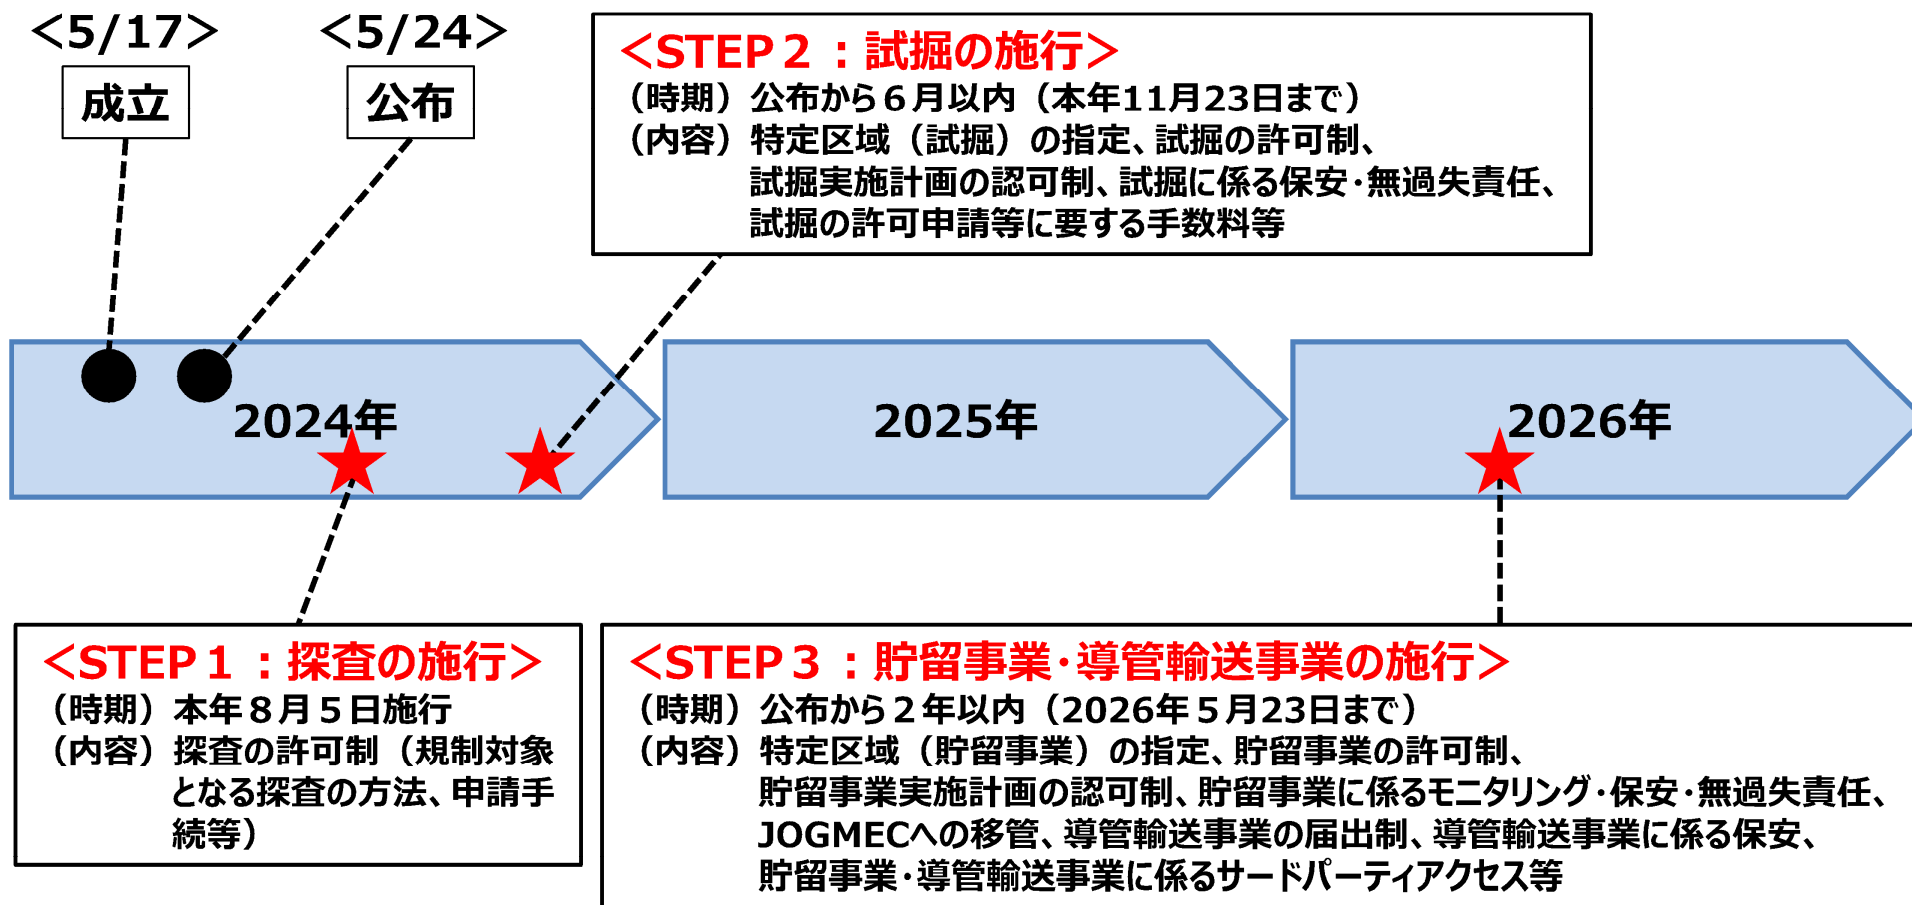 ＜5/17＞
成立
＜5/24＞
公布
＜STEP２：試掘の施行＞
（時期）公布から６月以内（本年11月23日まで）
（内容）特定区域（試掘）の指定、試掘の許可制、
試掘実施計画の認可制、試掘に係る保安・無過失責任、
試掘の許可申請等に要する手数料等
2024年
2025年
2026年
＜STEP１：探査の施行＞
（時期）本年８月５日施行
（内容）探査の許可制（規制対象
となる探査の方法、申請手
続等）
＜STEP３：貯留事業・導管輸送事業の施行＞
（時期）公布から２年以内（2026年５月23日まで）
（内容）特定区域（貯留事業）の指定、貯留事業の許可制、
貯留事業実施計画の認可制、貯留事業に係るモニタリング・保安・無過失責任、
JOGMECへの移管、導管輸送事業の届出制、導管輸送事業に係る保安、
貯留事業・導管輸送事業に係るサードパーティアクセス等